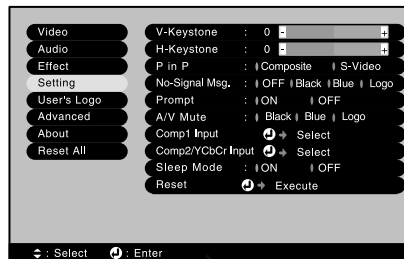 Video
Audio
Effect
Setting
User's Logo
Advanced
About
Reset All
V-Keystone : 0 - +
H-Keystone : 0 - +
P in P : Composite S-Video
No-Signal Msg. : OFF Black Blue Logo
Prompt : ON OFF
A/V Mute : Black Blue Logo
Comp1 Input Select
Comp2/YCbCr Input Select
Sleep Mode : ON OFF
Reset Execute
: Select : Enter